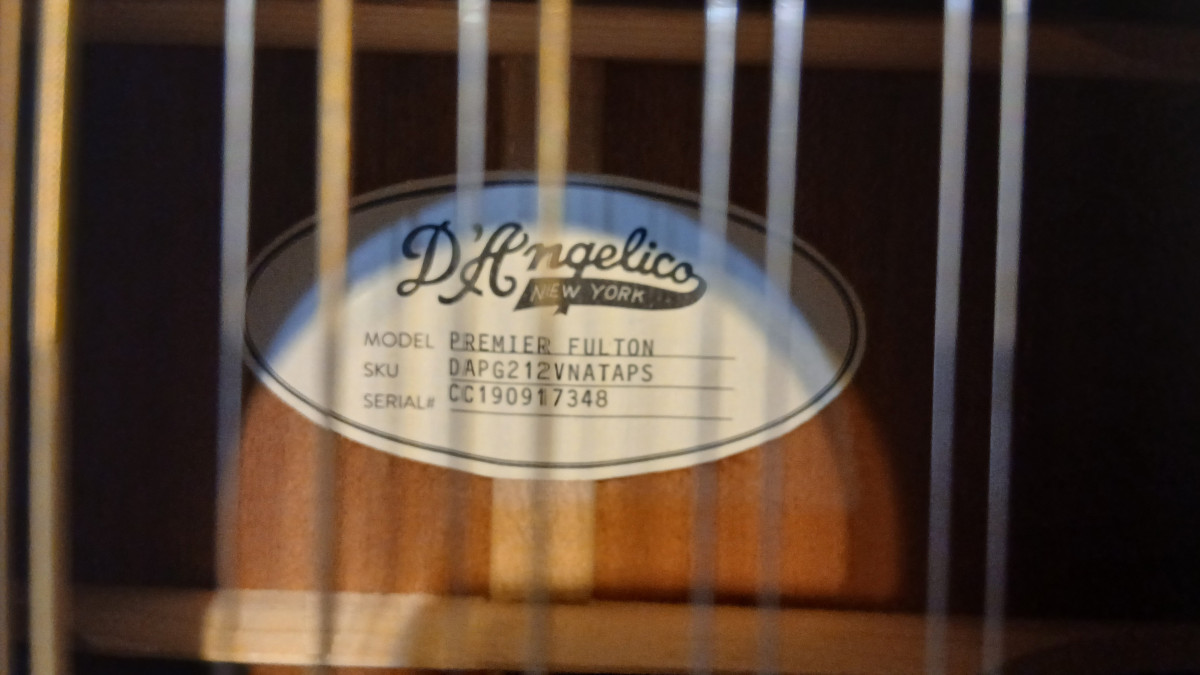 D'Angelico
NEW YORK
MODEL PREMIER FULTON
SKU DAPG212VNATAPS
SERIAL# CC190917348